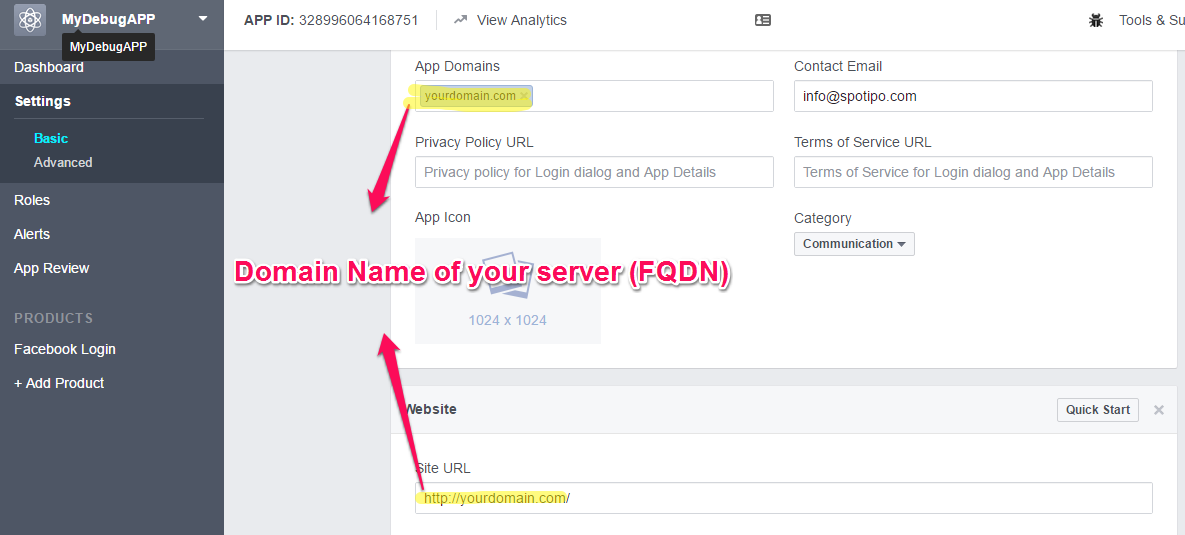 MyDebugAPP
APP ID: 328996064168751
View Analytics
Tools & Su
MyDebugAPP
Dashboard
Settings
Basic
Advanced
Roles
Alerts
App Review
PRODUCTS
Facebook Login
+ Add Product
App Domains
Contact Email
yourdomain.com ×
info@spotipo.com
Privacy Policy URL
Terms of Service URL
Privacy policy for Login dialog and App Details
Terms of Service for Login dialog and App Details
App Icon
Category
Communication
Domain Name of your server (FQDN)
1024 x 1024
Website
Quick Start
×
Site URL
http://yourdomain.com/